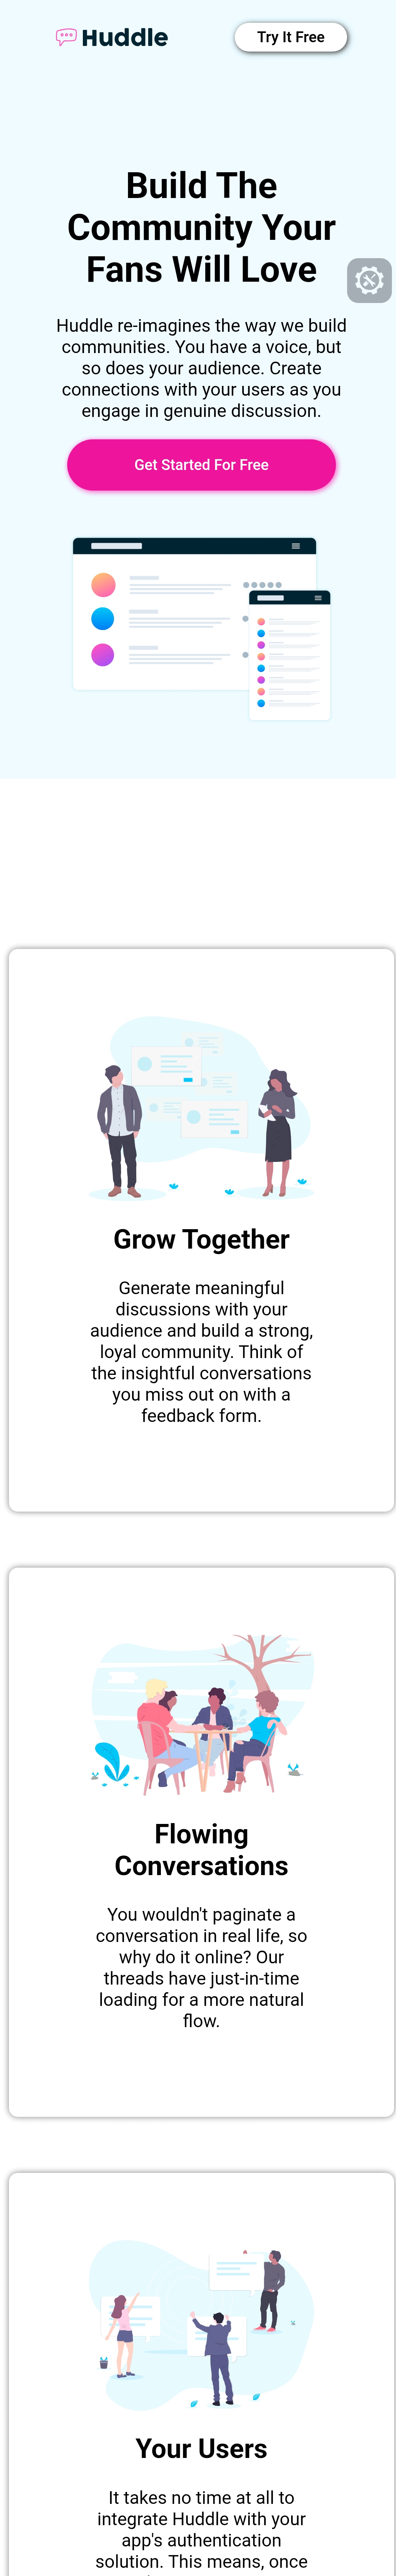 Huddle
Try It Free
Build The
Community Your
Fans Will Love
Huddle re-imagines the way we build
communities. You have a voice, but
so does your audience. Create
connections with your users as you
engage in genuine discussion.
Get Started For Free
Grow Together
Generate meaningful
discussions with your
audience and build a strong,
loyal community. Think of
the insightful conversations
you miss out on with a
feedback form.
Flowing
Conversations
You wouldn't paginate a
conversation in real life, so
why do it online? Our
threads have just-in-time
loading for a more natural
flow.
Your Users
It takes no time at all to
integrate Huddle with your
app's authentication
solution. This means, once